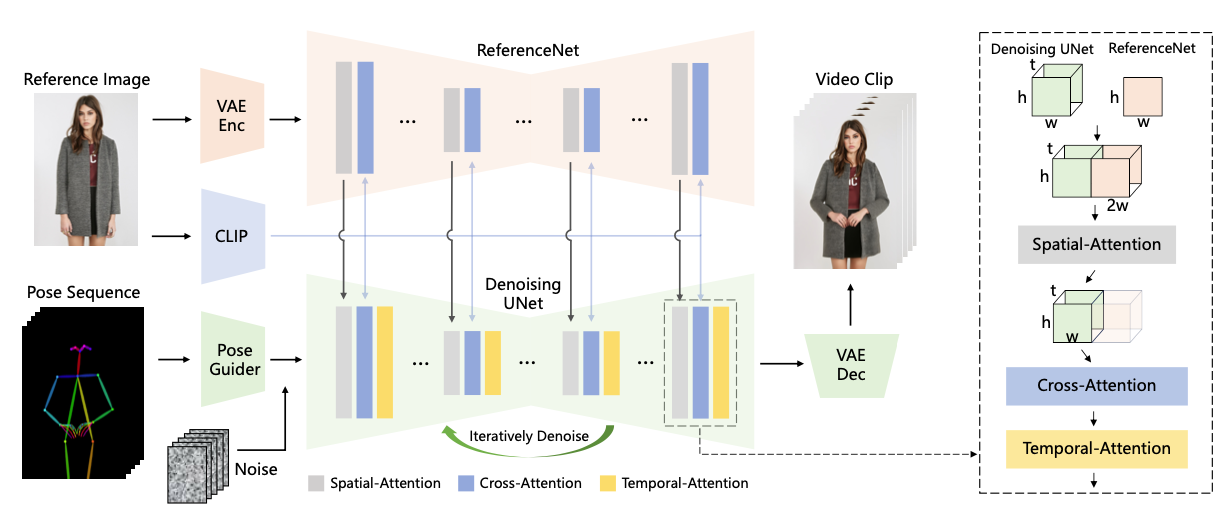 ReferenceNet
Reference Image
VAE
Enc
...
...
...
Video Clip
CLIP
Pose Sequence
Denoising
UNet
Pose
Guider
...
...
...
VAE
Dec
Iteratively Denoise
Noise
Spatial-Attention
Cross-Attention
Temporal-Attention
Denoising UNet
ReferenceNet
t
h
w
h
w
t
h
2w
Spatial-Attention
t
h
w
Cross-Attention
Temporal-Attention